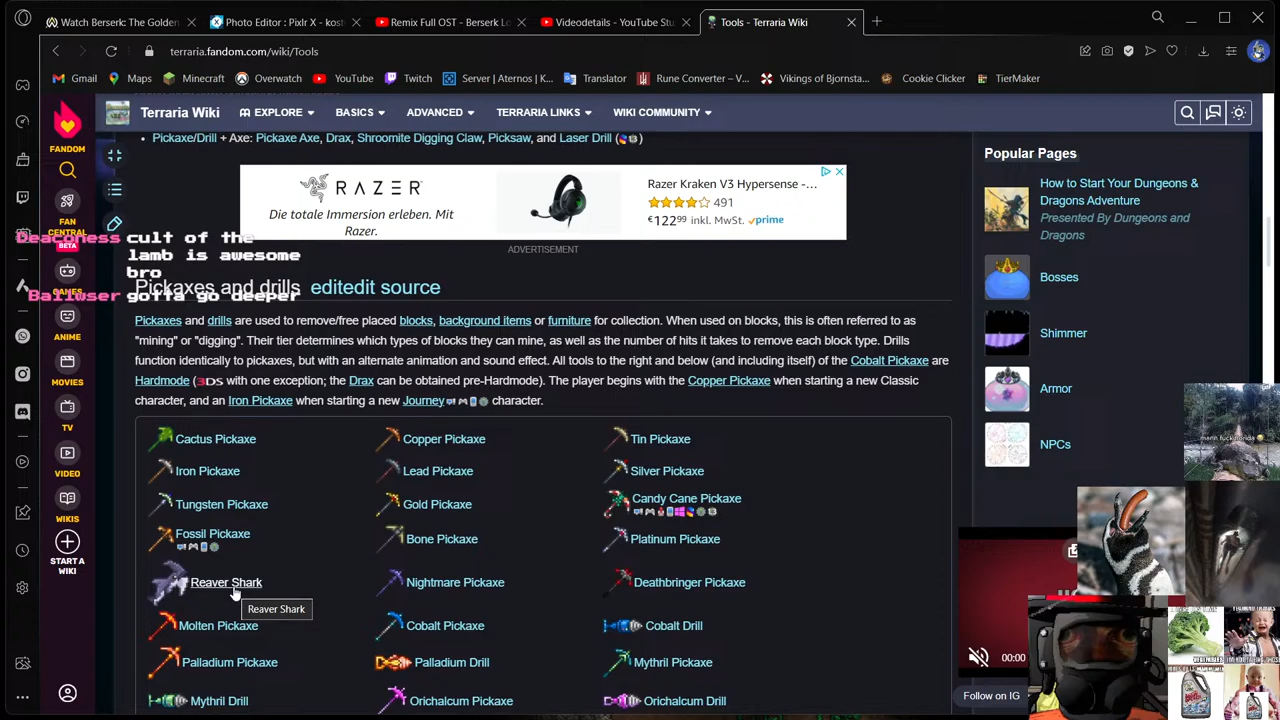 Watch Berserk: The Golden
Photo Editor : Pixlr X - kost
Remix Full OST - Berserk Lo
Videodetails - YouTube Stu
Tools - Terraria Wiki
terraria.fandom.com/wiki/Tools
Gmail
Maps
Minecraft
Overwatch
YouTube
Twitch
Server | Aternos | K...
Translator
Rune Converter – V...
Vikings of Bjornsta...
Cookie Clicker
TierMaker
Terraria Wiki
EXPLORE
BASICS
ADVANCED
TERRARIA LINKS
WIKI COMMUNITY
FANDOM
FAN CENTRAL
BETA
GAMES
ANIME
MOVIES
TV
VIDEO
WIKIS
START A WIKI
Pickaxe/Drill + Axe: Pickaxe Axe, Drax, Shroomite Digging Claw, Picksaw, and Laser Drill
RAZER
Die totale Immersion erleben. Mit
Razer.
Razer Kraken V3 Hypersense -...
491
€122⁹⁹ inkl. MwSt. prime
ADVERTISEMENT
Deaconess cult of the
lamb is awesome
bro
Ballwser gotta go deeper
Pickaxes and drills editedit source
Pickaxes and drills are used to remove/free placed blocks, background items or furniture for collection. When used on blocks, this is often referred to as
"mining" or "digging". Their tier determines which types of blocks they can mine, as well as the number of hits it takes to remove each block type. Drills
function identically to pickaxes, but with an alternate animation and sound effect. All tools to the right and below (and including itself) of the Cobalt Pickaxe are
Hardmode (3DS with one exception; the Drax can be obtained pre-Hardmode). The player begins with the Copper Pickaxe when starting a new Classic
character, and an Iron Pickaxe when starting a new Journey character.
Cactus Pickaxe
Copper Pickaxe
Tin Pickaxe
Iron Pickaxe
Lead Pickaxe
Silver Pickaxe
Tungsten Pickaxe
Gold Pickaxe
Candy Cane Pickaxe
Fossil Pickaxe
Bone Pickaxe
Platinum Pickaxe
Reaver Shark
Nightmare Pickaxe
Deathbringer Pickaxe
Reaver Shark
Molten Pickaxe
Cobalt Pickaxe
Cobalt Drill
Palladium Pickaxe
Palladium Drill
Mythril Pickaxe
Mythril Drill
Orichalcum Pickaxe
Orichalcum Drill
Popular Pages
How to Start Your Dungeons &
Dragons Adventure
Presented By Dungeons and
Dragons
Bosses
Shimmer
Armor
NPCs
00:00
Follow on IG